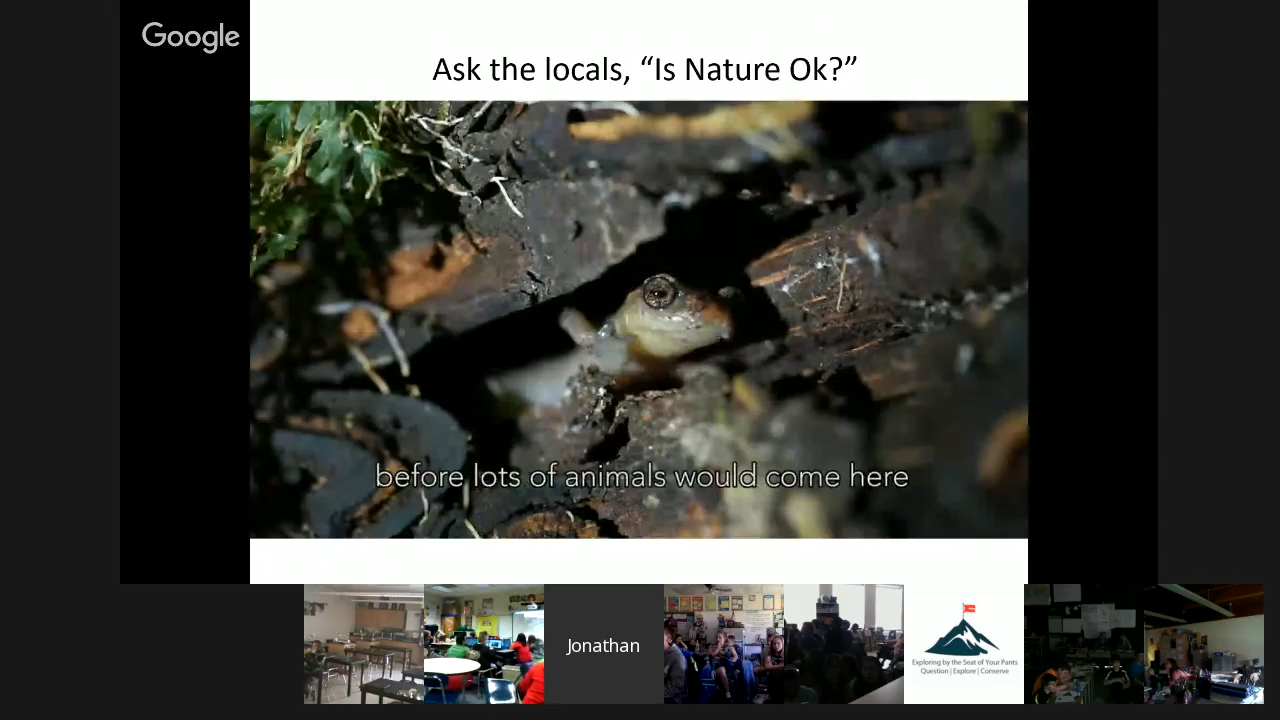 Google
Ask the locals, “Is Nature Ok?”
before lots of animals would come here
Jonathan
Exploring by the Seat of Your Pants
Question | Explore | Conserve